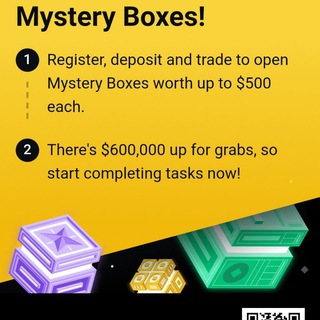 Mystery Boxes!
1 Register, deposit and trade to open
Mystery Boxes worth up to $500
each.
2 There's $600,000 up for grabs, so
start completing tasks now!